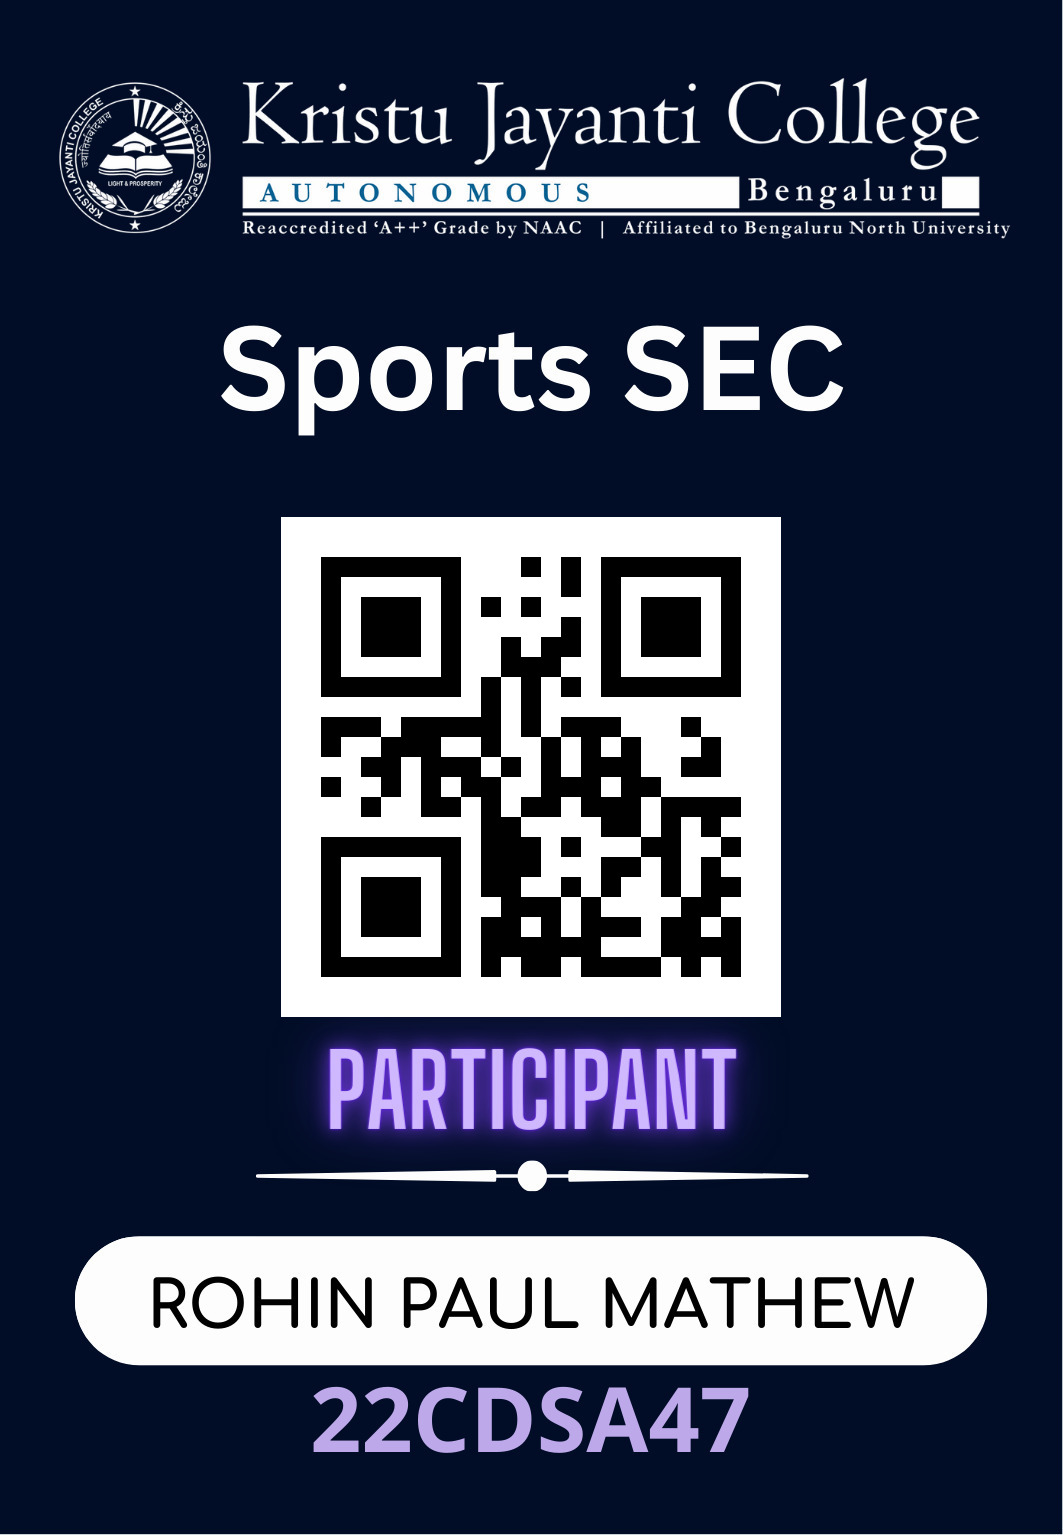 Kristu Jayanti College
AUTONOMOUS Bengaluru
Reaccredited ‘A++’ Grade by NAAC | Affiliated to Bengaluru North University
KRISTU JAYANTI COLLEGE
LIGHT & PROSPERITY
Sports SEC
PARTICIPANT
ROHIN PAUL MATHEW
22CDSA47